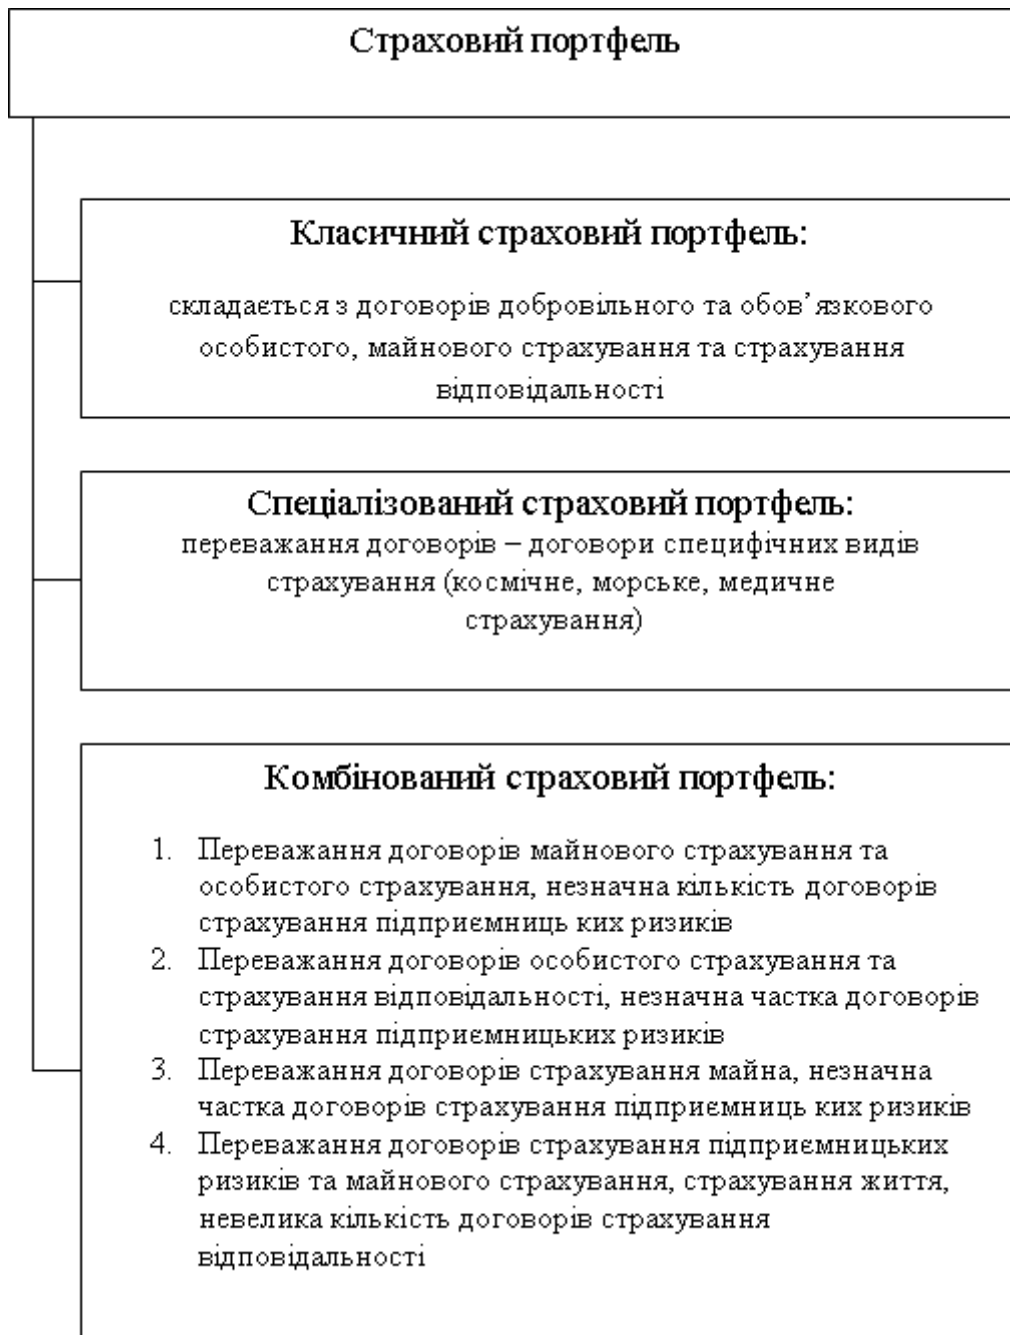 Страховий портфель
Класичний страховий портфель:
складається з договорів добровільного та обов’язкового
особистого, майнового страхування та страхування
відповідальності
Спеціалізований страховий портфель:
переважання договорів – договори специфічних видів
страхування (космічне, морське, медичне
страхування)
Комбінований страховий портфель:
1. Переважання договорів майнового страхування та
особистого страхування, незначна кількість договорів
страхування підприємниць ких ризиків
2. Переважання договорів особистого страхування та
страхування відповідальності, незначна частка договорів
страхування підприємницьких ризиків
3. Переважання договорів страхування майна, незначна
частка договорів страхування підприємниць ких ризиків
4. Переважання договорів страхування підприємницьких
ризиків та майнового страхування, страхування життя,
невелика кількість договорів страхування
відповідальності